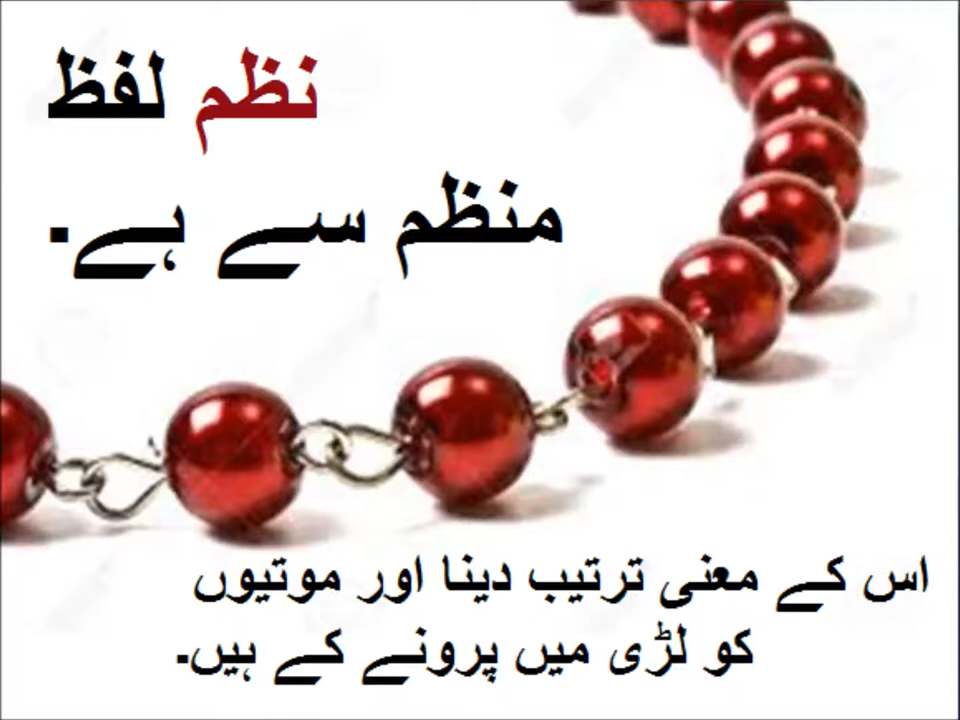 نظم لفظ
منظم سے ہے۔
اس کے معنی ترتیب دینا اور موتیوں
کو لڑی میں پرونے کے ہیں۔